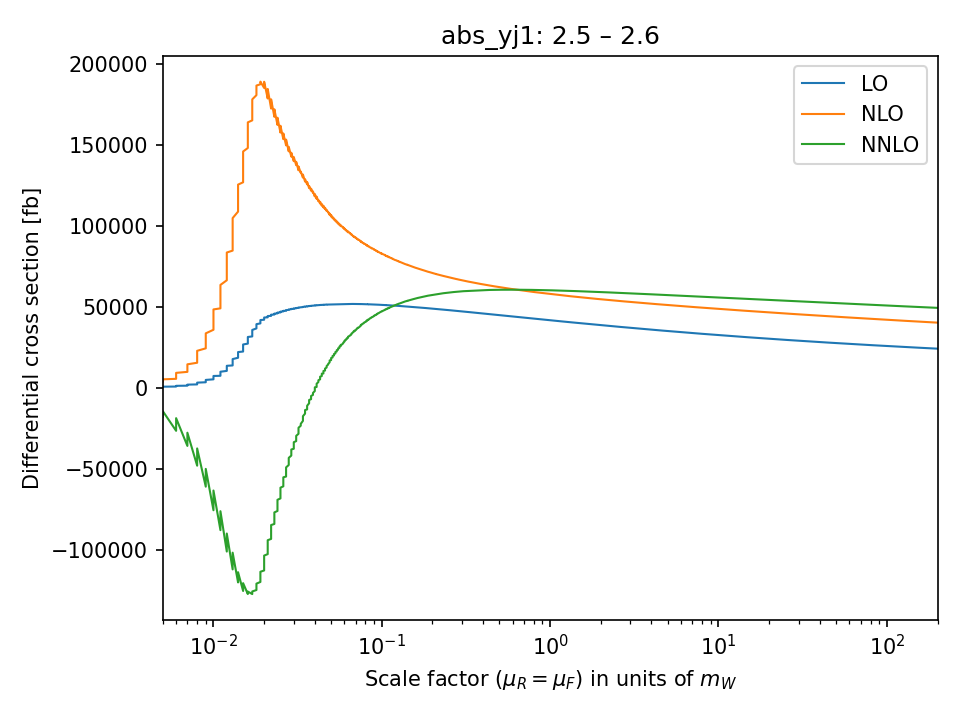 abs_yj1: 2.5 – 2.6
Differential cross section [fb]
200000
150000
100000
50000
0
−50000
−100000
LO
NLO
NNLO
10⁻²
10⁻¹
10⁰
10¹
10²
Scale factor (μ_R = μ_F) in units of m_W